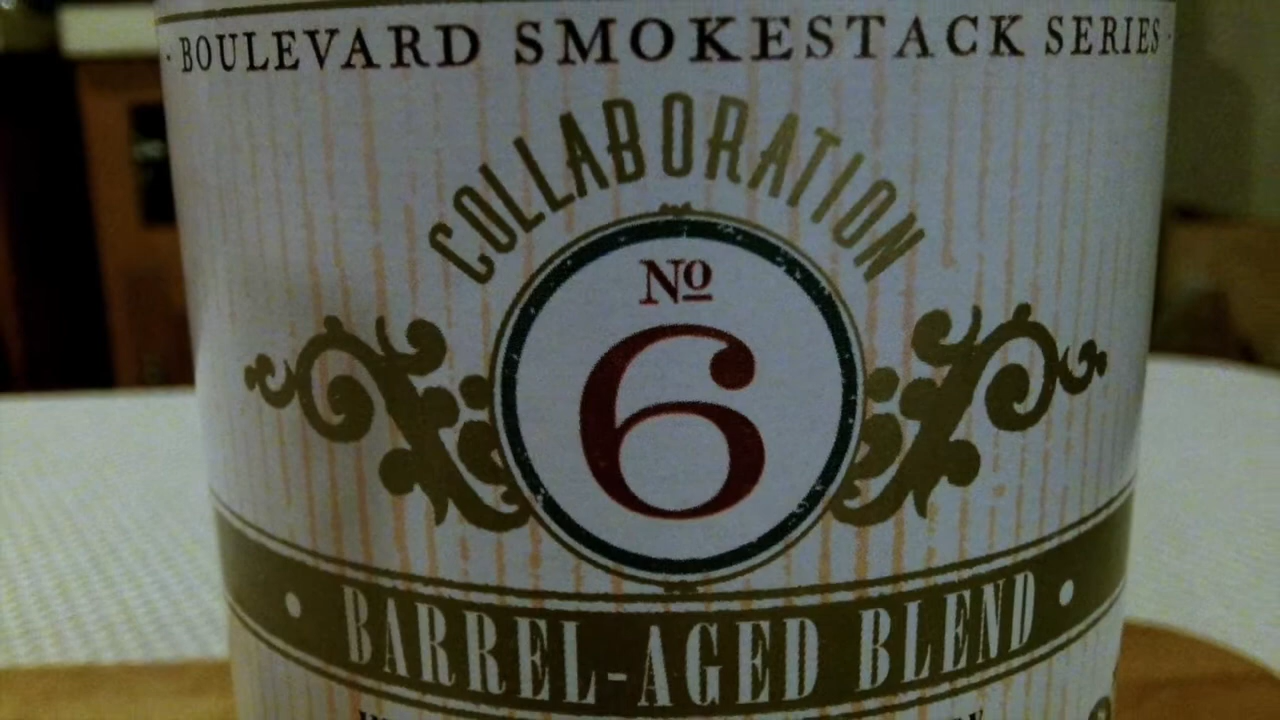 · BOULEVARD SMOKESTACK SERIES ·
COLLABORATION
Nº
6
· BARREL-AGED BLEND ·